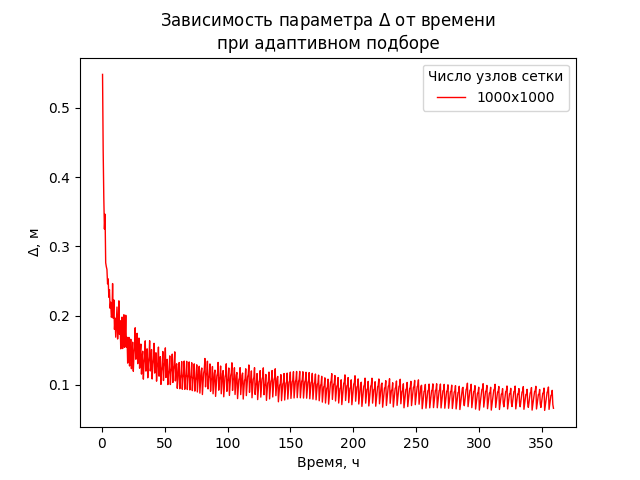 Зависимость параметра Δ от времени
при адаптивном подборе
Число узлов сетки
1000x1000
Δ, м
0.5
0.4
0.3
0.2
0.1
0 50 100 150 200 250 300 350
Время, ч